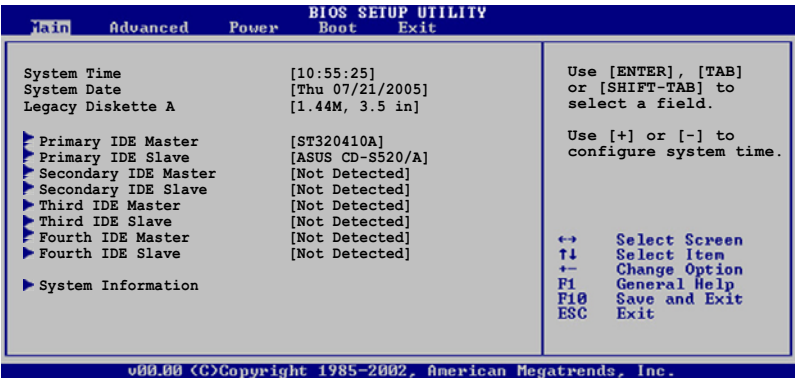 BIOS SETUP UTILITY
Main Advanced Power Boot Exit
System Time [10:55:25]
System Date [Thu 07/21/2005]
Legacy Diskette A [1.44M, 3.5 in]
Primary IDE Master [ST320410A]
Primary IDE Slave [ASUS CD-S520/A]
Secondary IDE Master [Not Detected]
Secondary IDE Slave [Not Detected]
Third IDE Master [Not Detected]
Third IDE Slave [Not Detected]
Fourth IDE Master [Not Detected]
Fourth IDE Slave [Not Detected]
System Information
Use [ENTER], [TAB]
or [SHIFT-TAB] to
select a field.
Use [+] or [-] to
configure system time.
←→ Select Screen
↑↓ Select Item
+- Change Option
F1 General Help
F10 Save and Exit
ESC Exit
v00.00 (C)Copyright 1985-2002, American Megatrends, Inc.